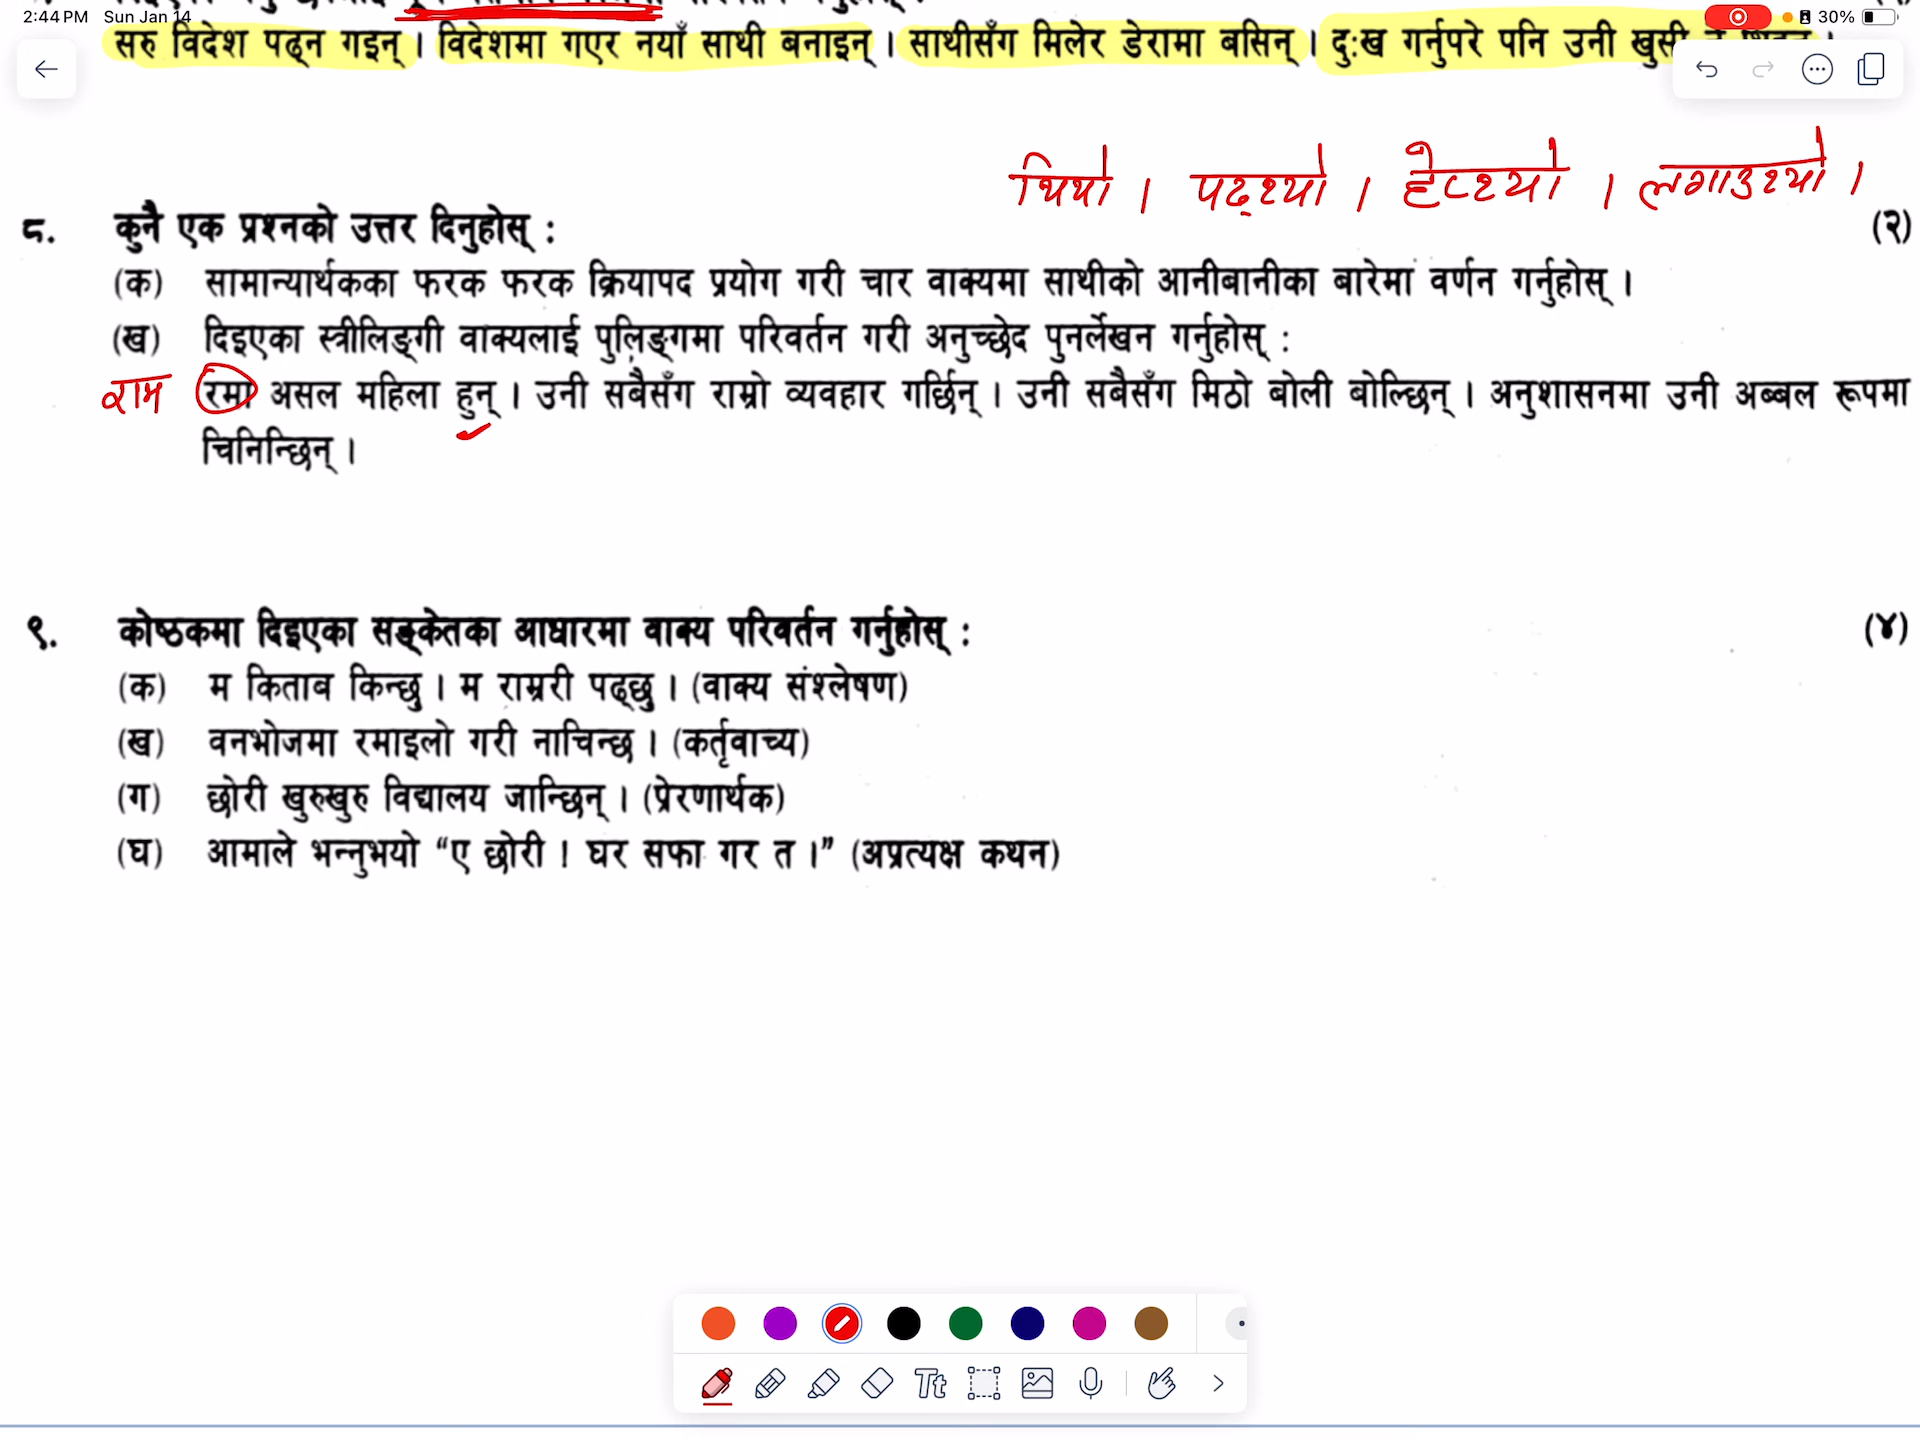 2:44 PM Sun Jan 14 30%
सरु विदेश पढ्न गइन् । विदेशमा गएर नयाँ साथी बनाइन् । साथीसँग मिलेर डेरामा बसिन् । दुःख गर्नुपरे पनि उनी खुसी
थियो । पढ्थ्यो । हेर्थ्यो । लगाउथ्यो ।
८. कुनै एक प्रश्नको उत्तर दिनुहोस् : (२)
(क) सामान्यार्थकका फरक फरक क्रियापद प्रयोग गरी चार वाक्यमा साथीको आनीबानीका बारेमा वर्णन गर्नुहोस् ।
(ख) दिइएका स्त्रीलिङ्गी वाक्यलाई पुलिङ्गमा परिवर्तन गरी अनुच्छेद पुनर्लेखन गर्नुहोस् :
राम रमा असल महिला हुन् । उनी सबैसँग राम्रो व्यवहार गर्छिन् । उनी सबैसँग मिठो बोली बोल्छिन् । अनुशासनमा उनी अब्बल रूपमा
चिनिन्छिन् ।
९. कोष्ठकमा दिइएका सङ्केतका आधारमा वाक्य परिवर्तन गर्नुहोस् : (४)
(क) म किताब किन्छु । म राम्ररी पढ्छु । (वाक्य संश्लेषण)
(ख) वनभोजमा रमाइलो गरी नाचिन्छ । (कर्तृवाच्य)
(ग) छोरी खुरुखुरु विद्यालय जान्छिन् । (प्रेरणार्थक)
(घ) आमाले भन्नुभयो “ए छोरी ! घर सफा गर त ।” (अप्रत्यक्ष कथन)
Tt